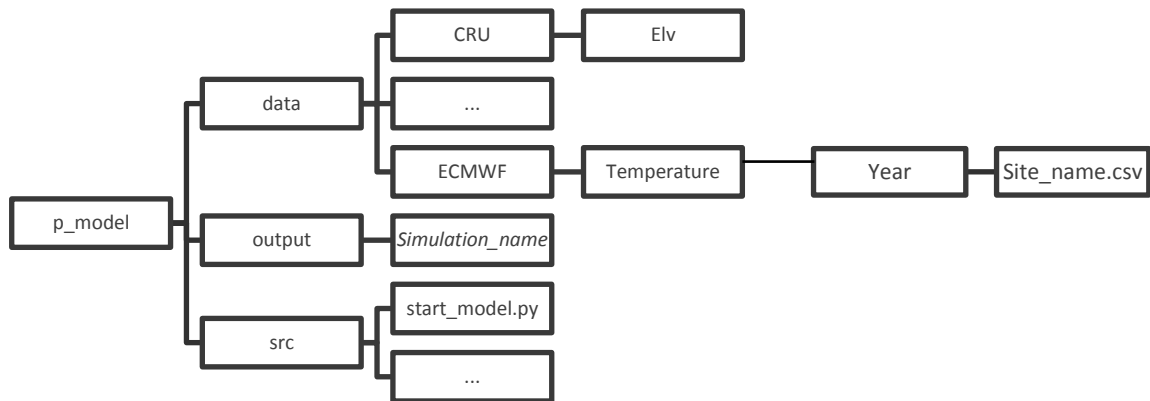 CRU
Elv
data
...
ECMWF
Temperature
Year
Site_name.csv
p_model
output
Simulation_name
start_model.py
src
...